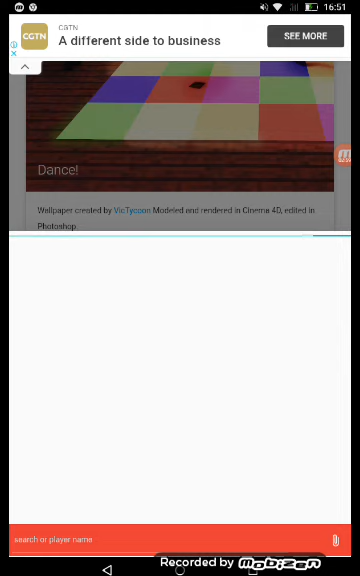 16:51
CGTN
CGTN
A different side to business
SEE MORE
Dance!
Wallpaper created by VicTycoon Modeled and rendered in Cinema 4D, edited in
Photoshop
search or player name
Recorded by mobizen